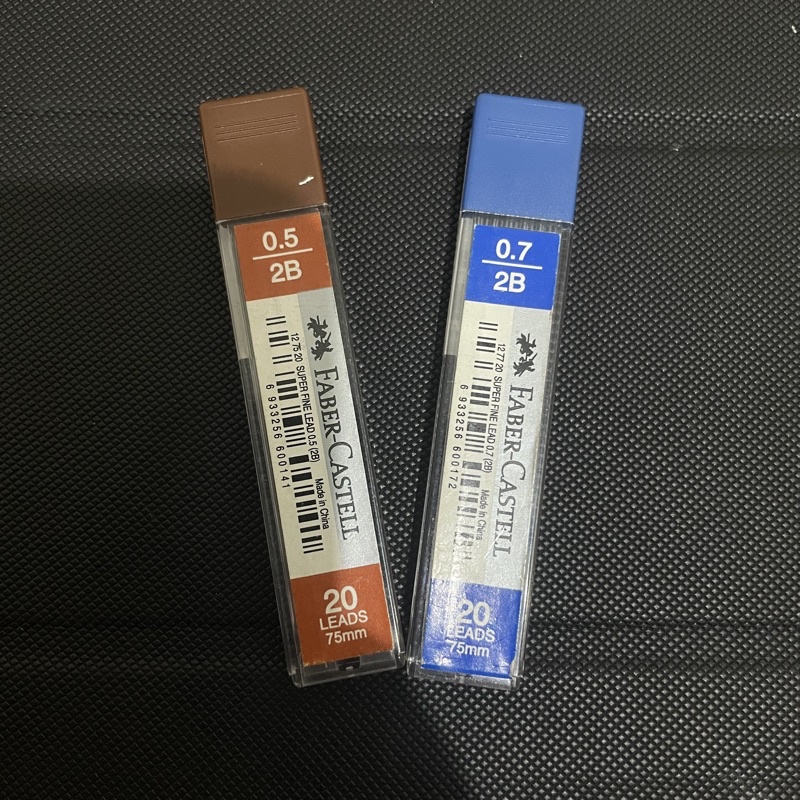 0.5
2B
FABER-CASTELL
12 75 20 SUPER FINE LEAD 0.5 (2B)
Made in China
6 933256 600141
20
LEADS
75mm
0.7
2B
FABER-CASTELL
12 77 20 SUPER FINE LEAD 0.7 (2B)
Made in China
6 933256 600172
20
LEADS
75mm